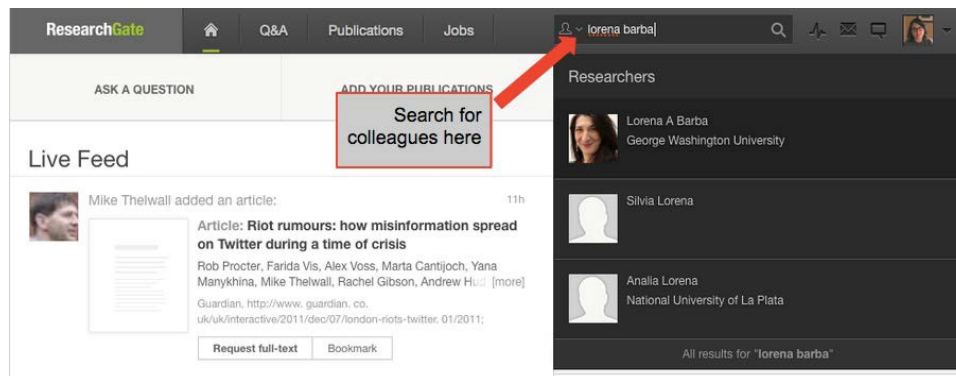 ResearchGate
Q&A
Publications
Jobs
lorena barba
ASK A QUESTION
ADD YOUR PUBLICATIONS
Search for
colleagues here
Researchers
Lorena A Barba
George Washington University
Silvia Lorena
Analia Lorena
National University of La Plata
All results for "lorena barba"
Live Feed
Mike Thelwall added an article:
11h
Article: Riot rumours: how misinformation spread
on Twitter during a time of crisis
Rob Procter, Farida Vis, Alex Voss, Marta Cantijoch, Yana
Manykhina, Mike Thelwall, Rachel Gibson, Andrew [more]
Guardian, http://www. guardian. co.
uk/uk/interactive/2011/dec/07/london-riots-twitter. 01/2011;
Request full-text
Bookmark